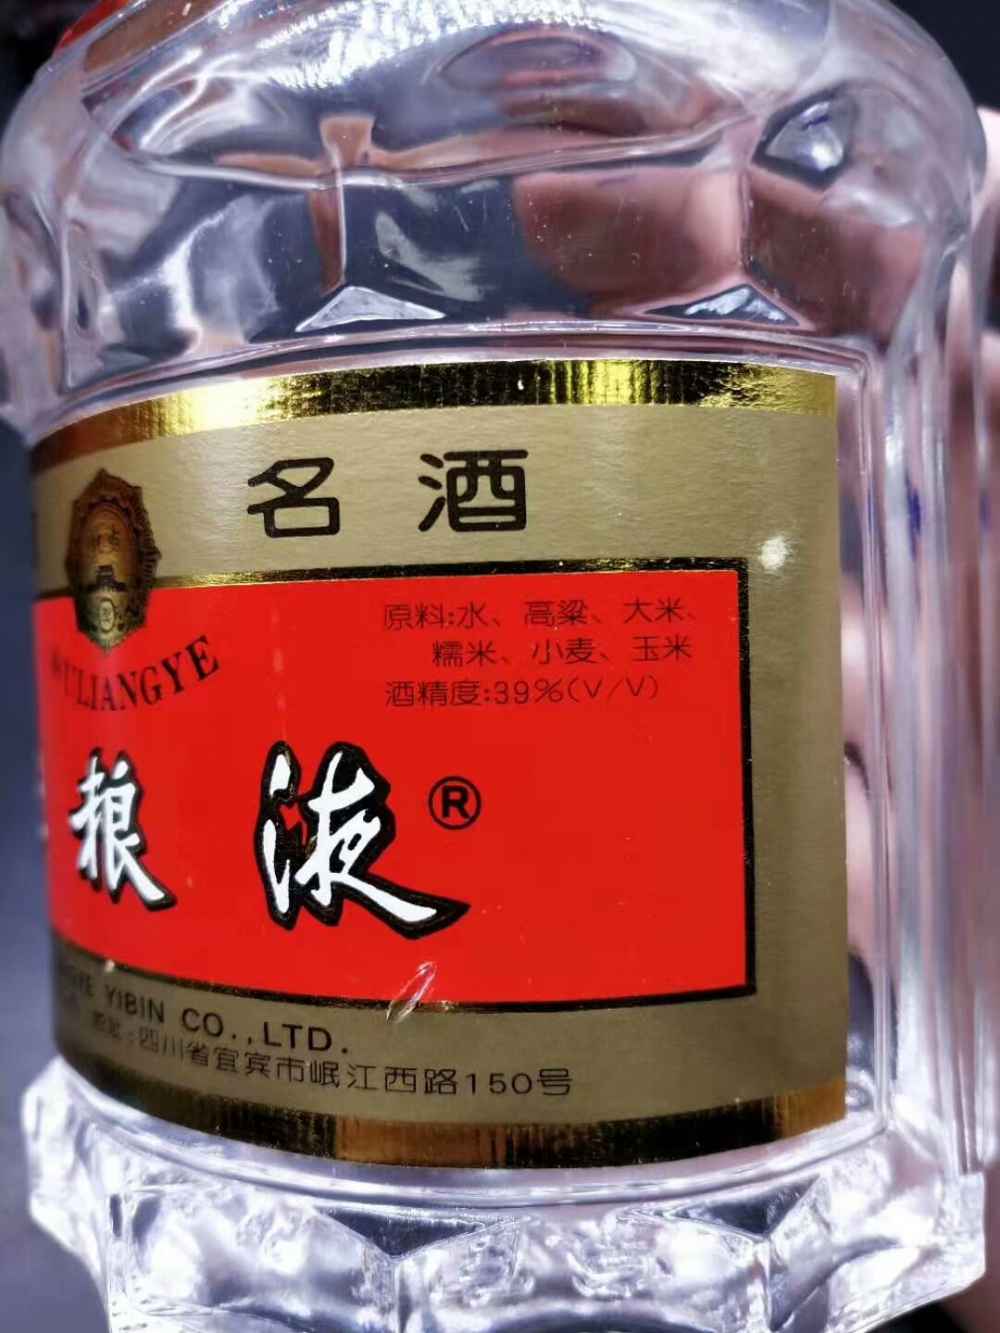 名 酒
WULIANGYE
原料:水、高粱、大米、
糯米、小麦、玉米
酒精度:39%(V/V)
粮液®
YIBIN CO.,LTD.
四川省宜宾市岷江西路150号